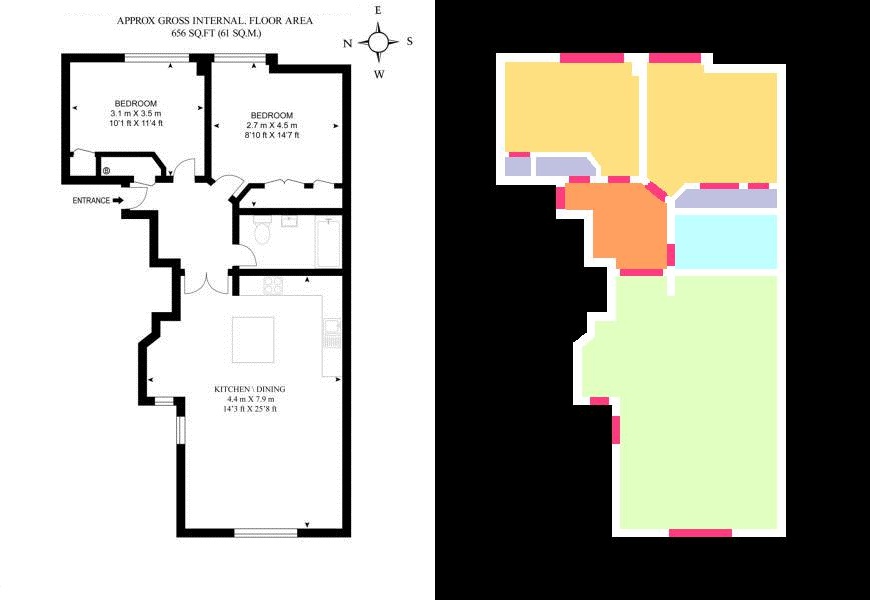 APPROX GROSS INTERNAL. FLOOR AREA
656 SQ.FT (61 SQ.M.)
E
N
S
W
BEDROOM
3.1 m X 3.5 m
10'1 ft X 11'4 ft
BEDROOM
2.7 m X 4.5 m
8'10 ft X 14'7 ft
B
ENTRANCE
KITCHEN \ DINING
4.4 m X 7.9 m
14'3 ft X 25'8 ft